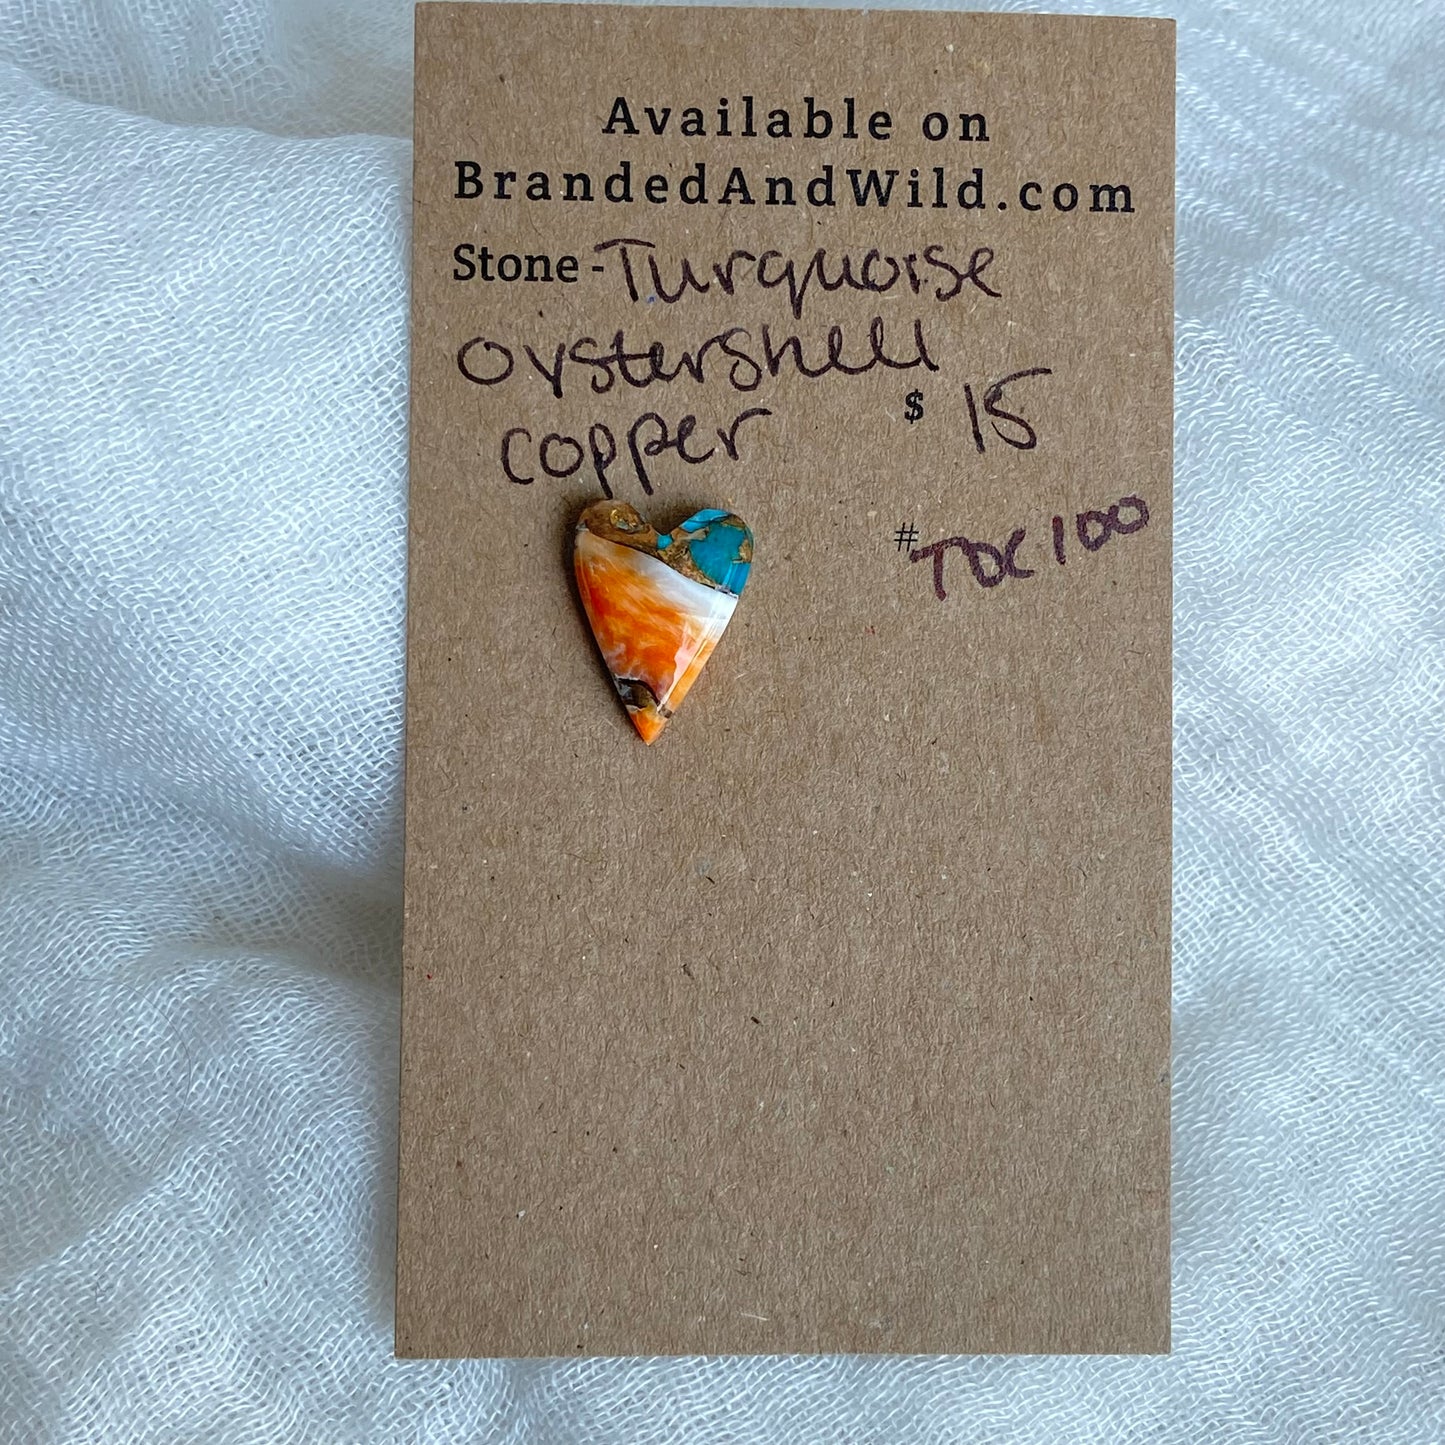 Available on
BrandedAndWild.com
Stone - Turquoise
oystershell
copper $ 15
# TOC100